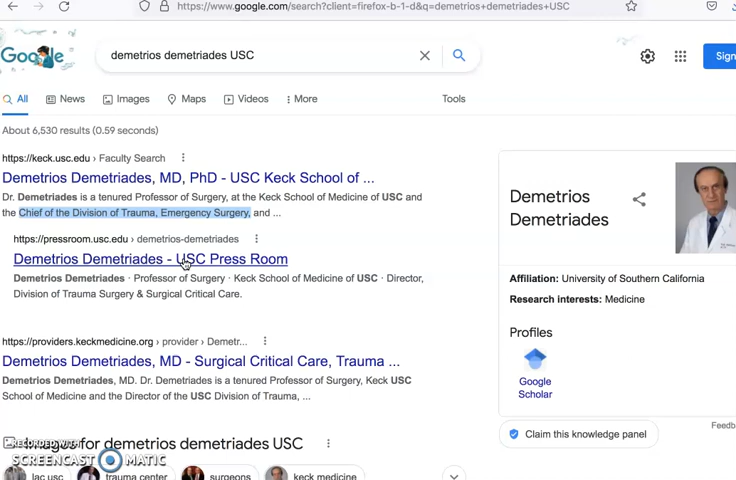 https://www.google.com/search?client=firefox-b-1-d&q=demetrios+demetriades+USC
Google
demetrios demetriades USC
Sign
All
News
Images
Maps
Videos
More
Tools
About 6,530 results (0.59 seconds)
https://keck.usc.edu › Faculty Search
Demetrios Demetriades, MD, PhD - USC Keck School of ...
Dr. Demetriades is a tenured Professor of Surgery, at the Keck School of Medicine of USC and
the Chief of the Division of Trauma, Emergency Surgery, and ...
https://pressroom.usc.edu › demetrios-demetriades
Demetrios Demetriades - USC Press Room
Demetrios Demetriades · Professor of Surgery · Keck School of Medicine of USC · Director,
Division of Trauma Surgery & Surgical Critical Care.
https://providers.keckmedicine.org › provider › Demetr...
Demetrios Demetriades, MD - Surgical Critical Care, Trauma ...
Demetrios Demetriades, MD. Dr. Demetriades is a tenured Professor of Surgery, Keck USC
School of Medicine and the Director of the USC Division of Trauma, ...
Images for demetrios demetriades USC
RECORDED WITH
SCREENCAST MATIC
lac usc
trauma center
surgeons
keck medicine
Demetrios
Demetriades
Affiliation: University of Southern California
Research interests: Medicine
Profiles
Google
Scholar
Feedb
Claim this knowledge panel